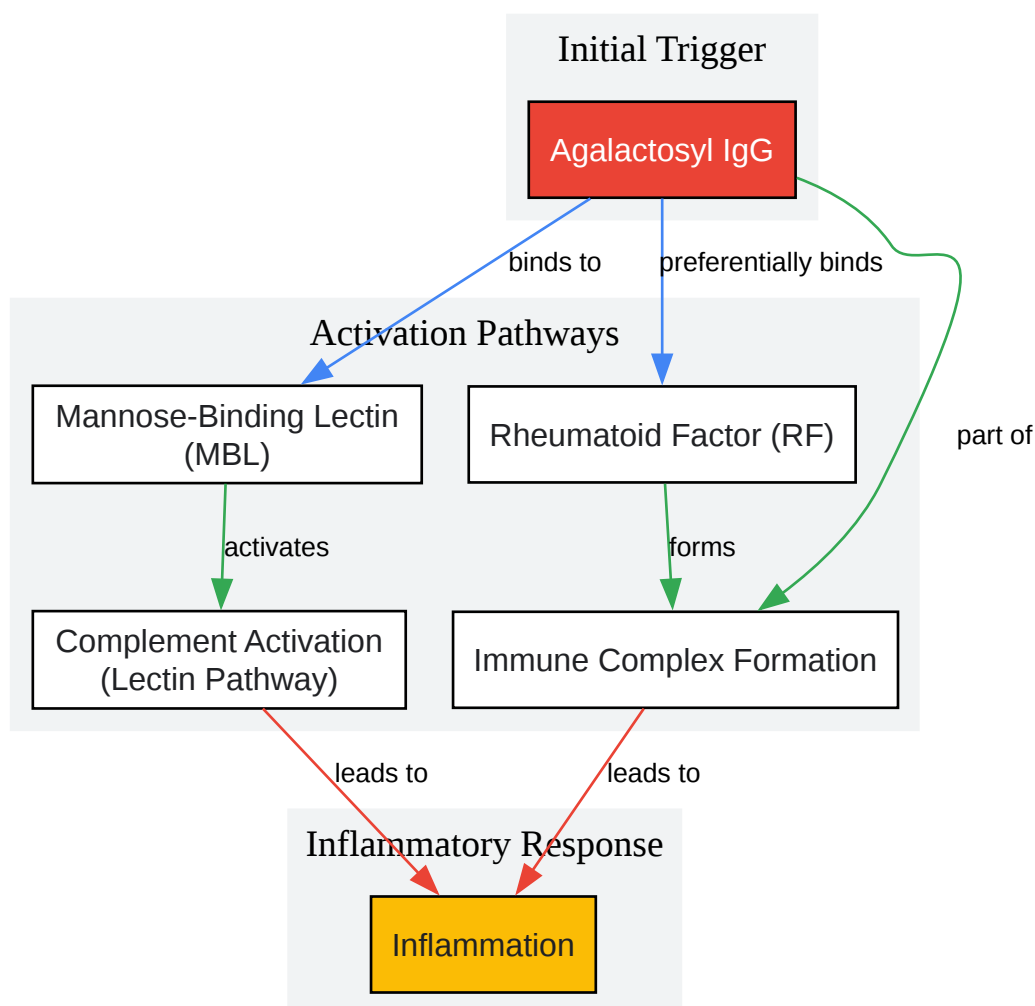 Initial Trigger
Agalactosyl IgG
binds to
preferentially binds
Activation Pathways
Mannose-Binding Lectin
(MBL)
Rheumatoid Factor (RF)
part of
activates
forms
Complement Activation
(Lectin Pathway)
Immune Complex Formation
leads to
leads to
Inflammatory Response
Inflammation